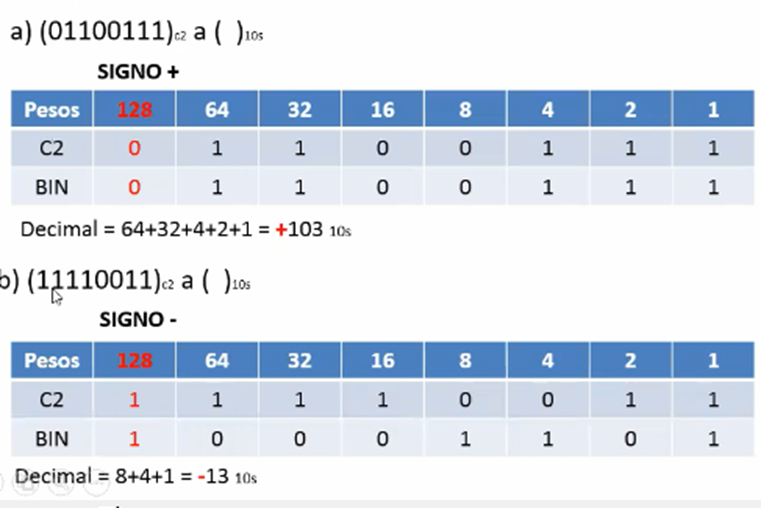 a) (01100111)c2 a ( )10s
SIGNO +
Pesos 128 64 32 16 8 4 2 1
C2 0 1 1 0 0 1 1 1
BIN 0 1 1 0 0 1 1 1
Decimal = 64+32+4+2+1 = +103 10s
b) (11110011)c2 a ( )10s
SIGNO -
Pesos 128 64 32 16 8 4 2 1
C2 1 1 1 1 0 0 1 1
BIN 1 0 0 0 1 1 0 1
Decimal = 8+4+1 = -13 10s